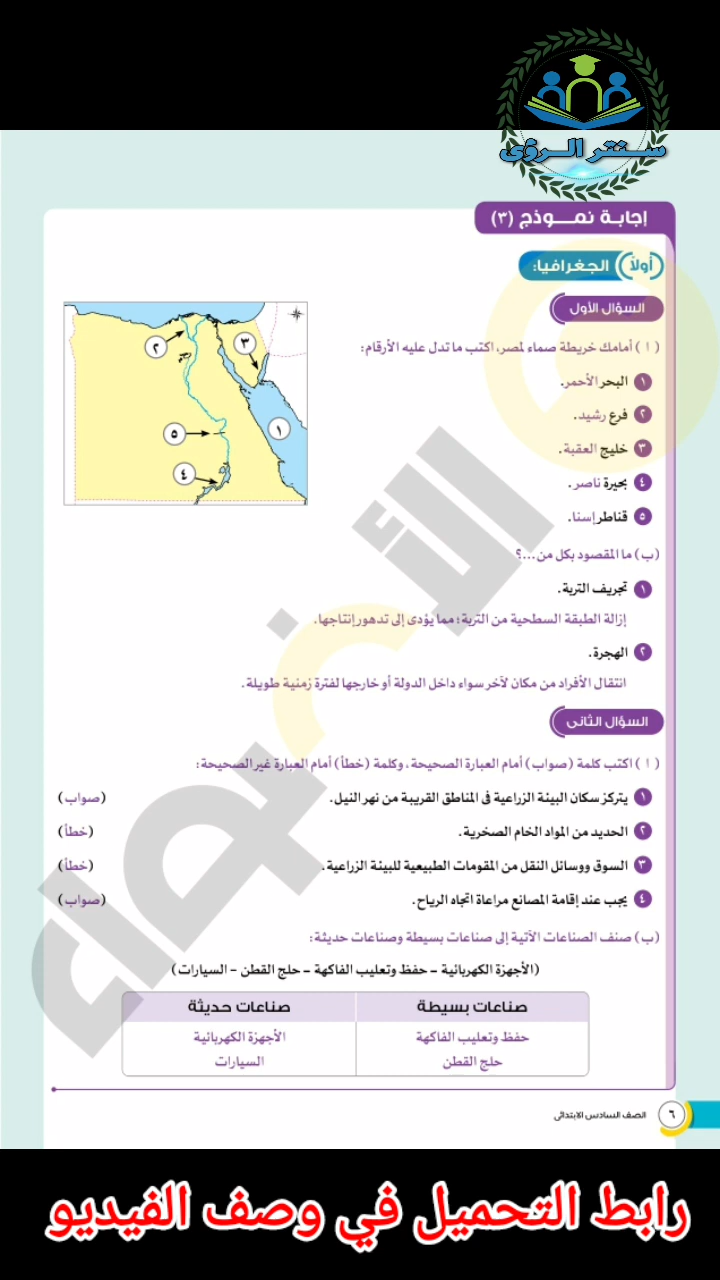 سنتر الرؤى
إجابة نموذج (٣)
أولاً الجغرافيا:
السؤال الأول
(١) أمامك خريطة صماء لمصر، اكتب ما تدل عليه الأرقام:
١ البحر الأحمر.
٢ فرع رشيد.
٣ خليج العقبة.
٤ بحيرة ناصر.
٥ قناطر إسنا.
٣
٢
١
٥
٤
(ب) ما المقصود بكل من...؟
١ تجريف التربة.
إزالة الطبقة السطحية من التربة؛ مما يؤدى إلى تدهور إنتاجها.
٢ الهجرة.
انتقال الأفراد من مكان لآخر سواء داخل الدولة أو خارجها لفترة زمنية طويلة.
السؤال الثانى
(١) اكتب كلمة (صواب) أمام العبارة الصحيحة، وكلمة (خطأ) أمام العبارة غير الصحيحة:
١ يتركز سكان البيئة الزراعية فى المناطق القريبة من نهر النيل. (صواب)
٢ الحديد من المواد الخام الصخرية. (خطأ)
٣ السوق ووسائل النقل من المقومات الطبيعية للبيئة الزراعية. (خطأ)
٤ يجب عند إقامة المصانع مراعاة اتجاه الرياح. (صواب)
(ب) صنف الصناعات الآتية إلى صناعات بسيطة وصناعات حديثة:
(الأجهزة الكهربائية - حفظ وتعليب الفاكهة - حلج القطن - السيارات)
صناعات بسيطة صناعات حديثة
حفظ وتعليب الفاكهة الأجهزة الكهربائية
حلج القطن السيارات
٦ الصف السادس الابتدائى
رابط التحميل في وصف الفيديو